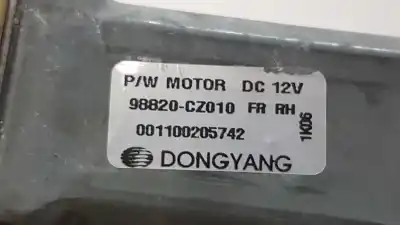 P/W MOTOR DC 12V
98820-CZ010 FR RH
001100205742
1K06
DONGYANG